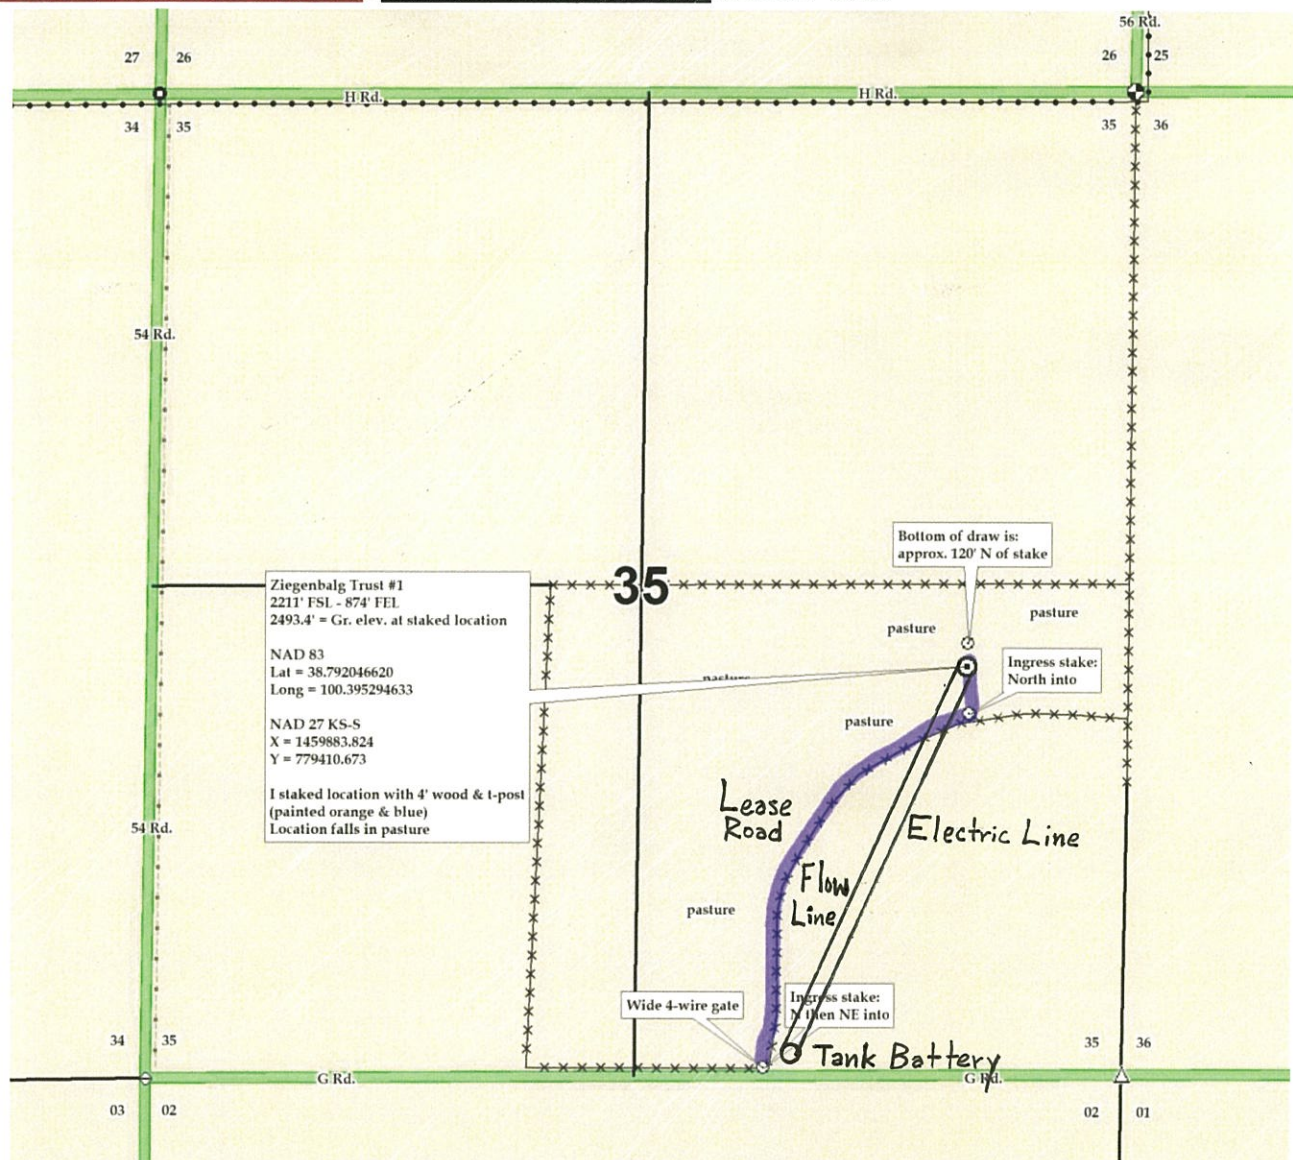 56 Rd.
27 26
26 25
H Rd.
H Rd.
34 35
35 36
54 Rd.
Bottom of draw is:
approx. 120' N of stake
35
Ziegenbalg Trust #1
2211' FSL - 874' FEL
2493.4' = Gr. elev. at staked location
NAD 83
Lat = 38.792046620
Long = 100.395294633
NAD 27 KS-S
X = 1459883.824
Y = 779410.673
I staked location with 4' wood & t-post
(painted orange & blue)
Location falls in pasture
pasture
pasture
Ingress stake:
North into
pasture
pasture
54 Rd.
Lease
Road
Electric Line
Flow
Line
pasture
Wide 4-wire gate
Ingress stake:
N then NE into
34 35
35 36
Tank Battery
G Rd.
G Rd.
03 02
02 01